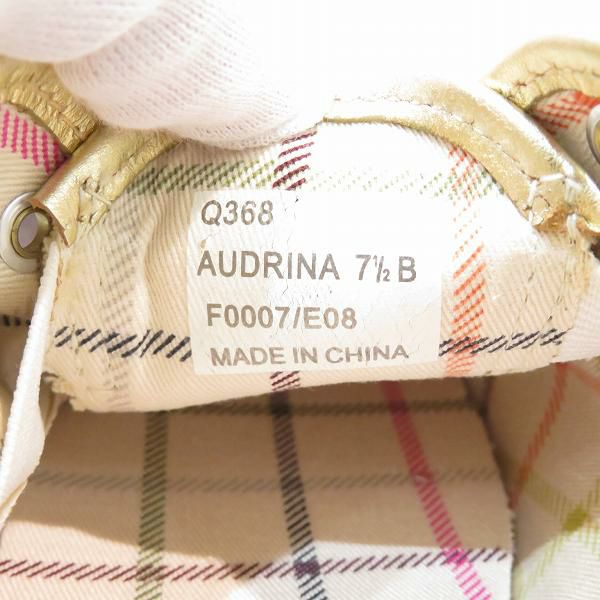 Q368
AUDRINA 7½ B
F0007/E08
MADE IN CHINA